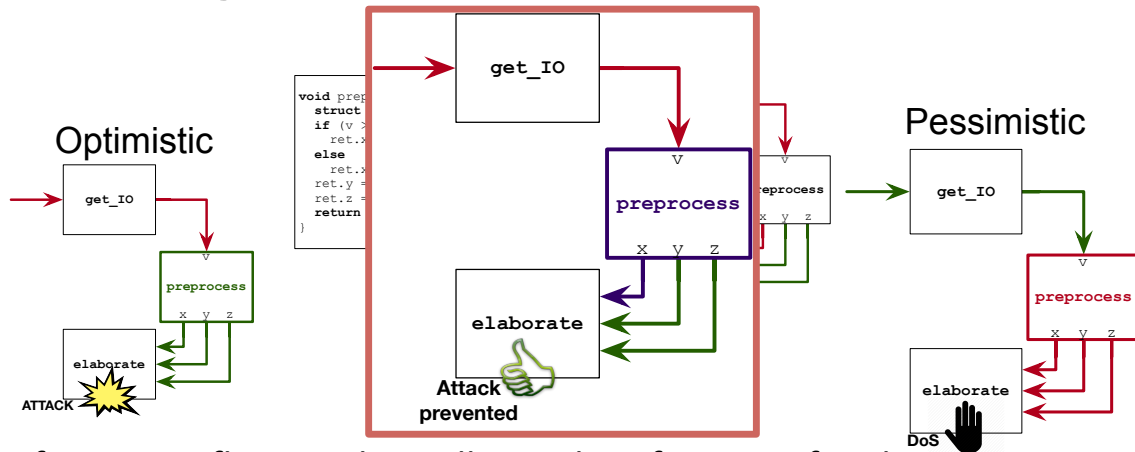 Optimistic
get_IO
v
preprocess
x y z
elaborate
ATTACK
void prep
struct
if (v >
ret.x
else
ret.x
ret.y =
ret.z =
return
}
get_IO
v
preprocess
x y z
elaborate
Attack
prevented
v
reprocess
x y z
Pessimistic
get_IO
v
preprocess
x y z
elaborate
DoS